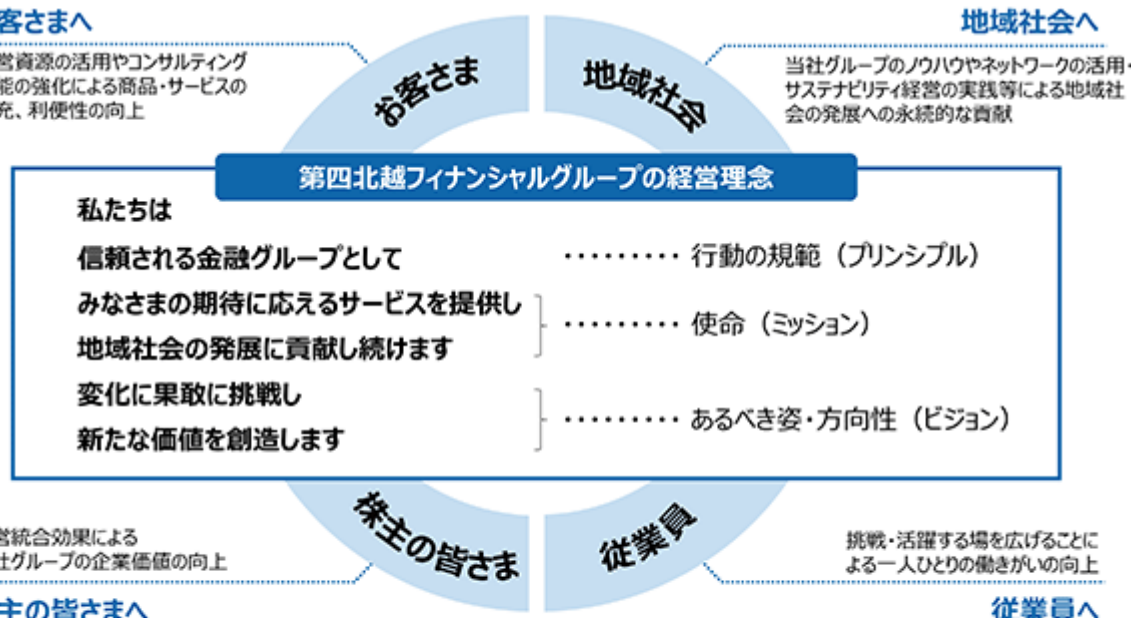 客さまへ
営資源の活用やコンサルティング
能の強化による商品・サービスの
充、利便性の向上
お客さま
地域社会
地域社会へ
当社グループのノウハウやネットワークの活用・
サステナビリティ経営の実践等による地域社
会の発展への永続的な貢献
第四北越フィナンシャルグループの経営理念
私たちは
信頼される金融グループとして ・・・・・・・・・ 行動の規範（プリンシプル）
みなさまの期待に応えるサービスを提供し
地域社会の発展に貢献し続けます
・・・・・・・・・ 使命（ミッション）
変化に果敢に挑戦し
新たな価値を創造します
・・・・・・・・・ あるべき姿・方向性（ビジョン）
株主の皆さま
従業員
営統合効果による
社グループの企業価値の向上
主の皆さまへ
挑戦・活躍する場を広げることに
よる一人ひとりの働きがいの向上
従業員へ